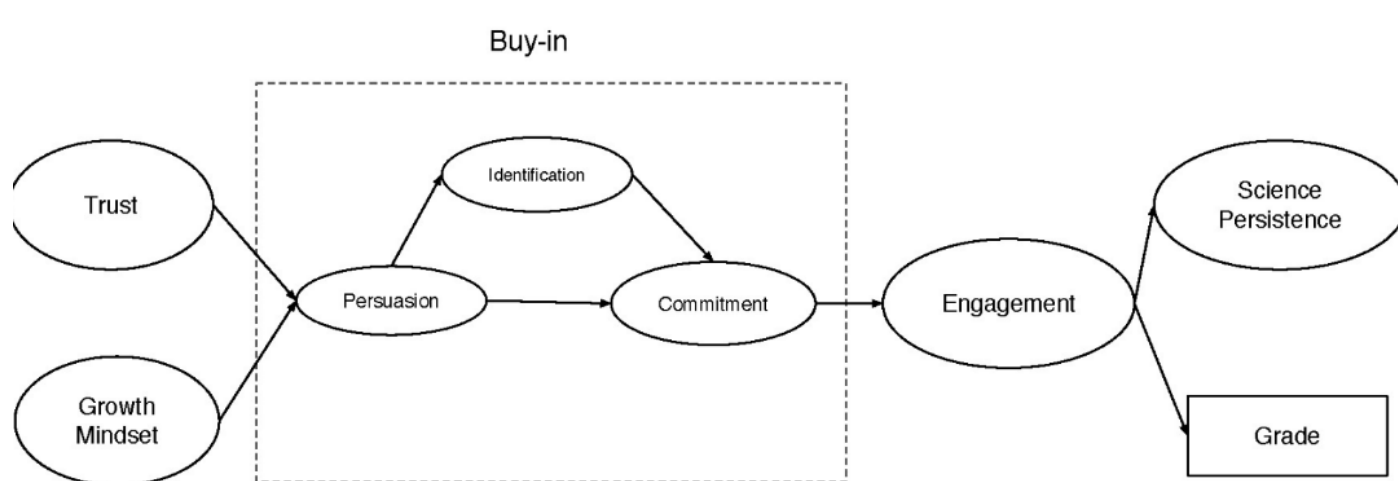 Buy-in
Trust
Growth
Mindset
Persuasion
Identification
Commitment
Engagement
Science
Persistence
Grade